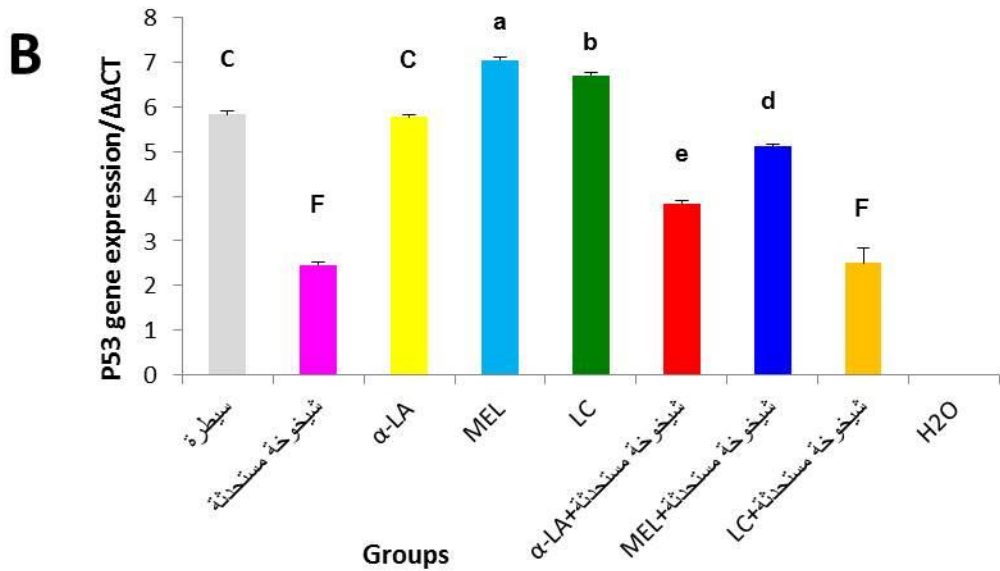 B
P53 gene expression/ΔΔCT
8
7
6
5
4
3
2
1
0
C
F
C
a
b
e
d
F
سيطرة
شيخوخة مستحدثة
α-LA
MEL
LC
α-LA+شيخوخة مستحدثة
MEL+شيخوخة مستحدثة
LC+شيخوخة مستحدثة
H2O
Groups